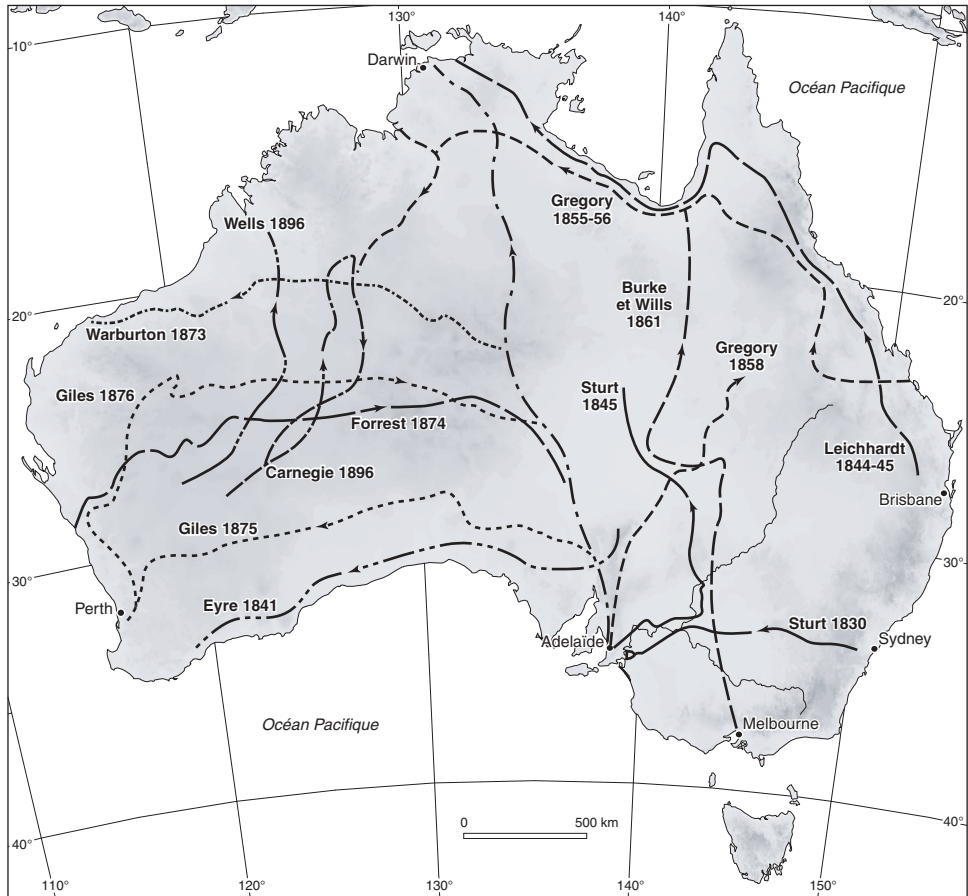 130°
140°
10°
Darwin
Océan Pacifique
Gregory
1855-56
Wells 1896
Burke
et Wills
1861
20°
20°
Warburton 1873
Gregory
1858
Giles 1876
Sturt
1845
Forrest 1874
Leichhardt
1844-45
Carnegie 1896
Brisbane
Giles 1875
30°
30°
Perth
Eyre 1841
Sturt 1830
Adelaïde
Sydney
Océan Pacifique
Melbourne
0
500 km
40°
40°
110°
120°
130°
140°
150°